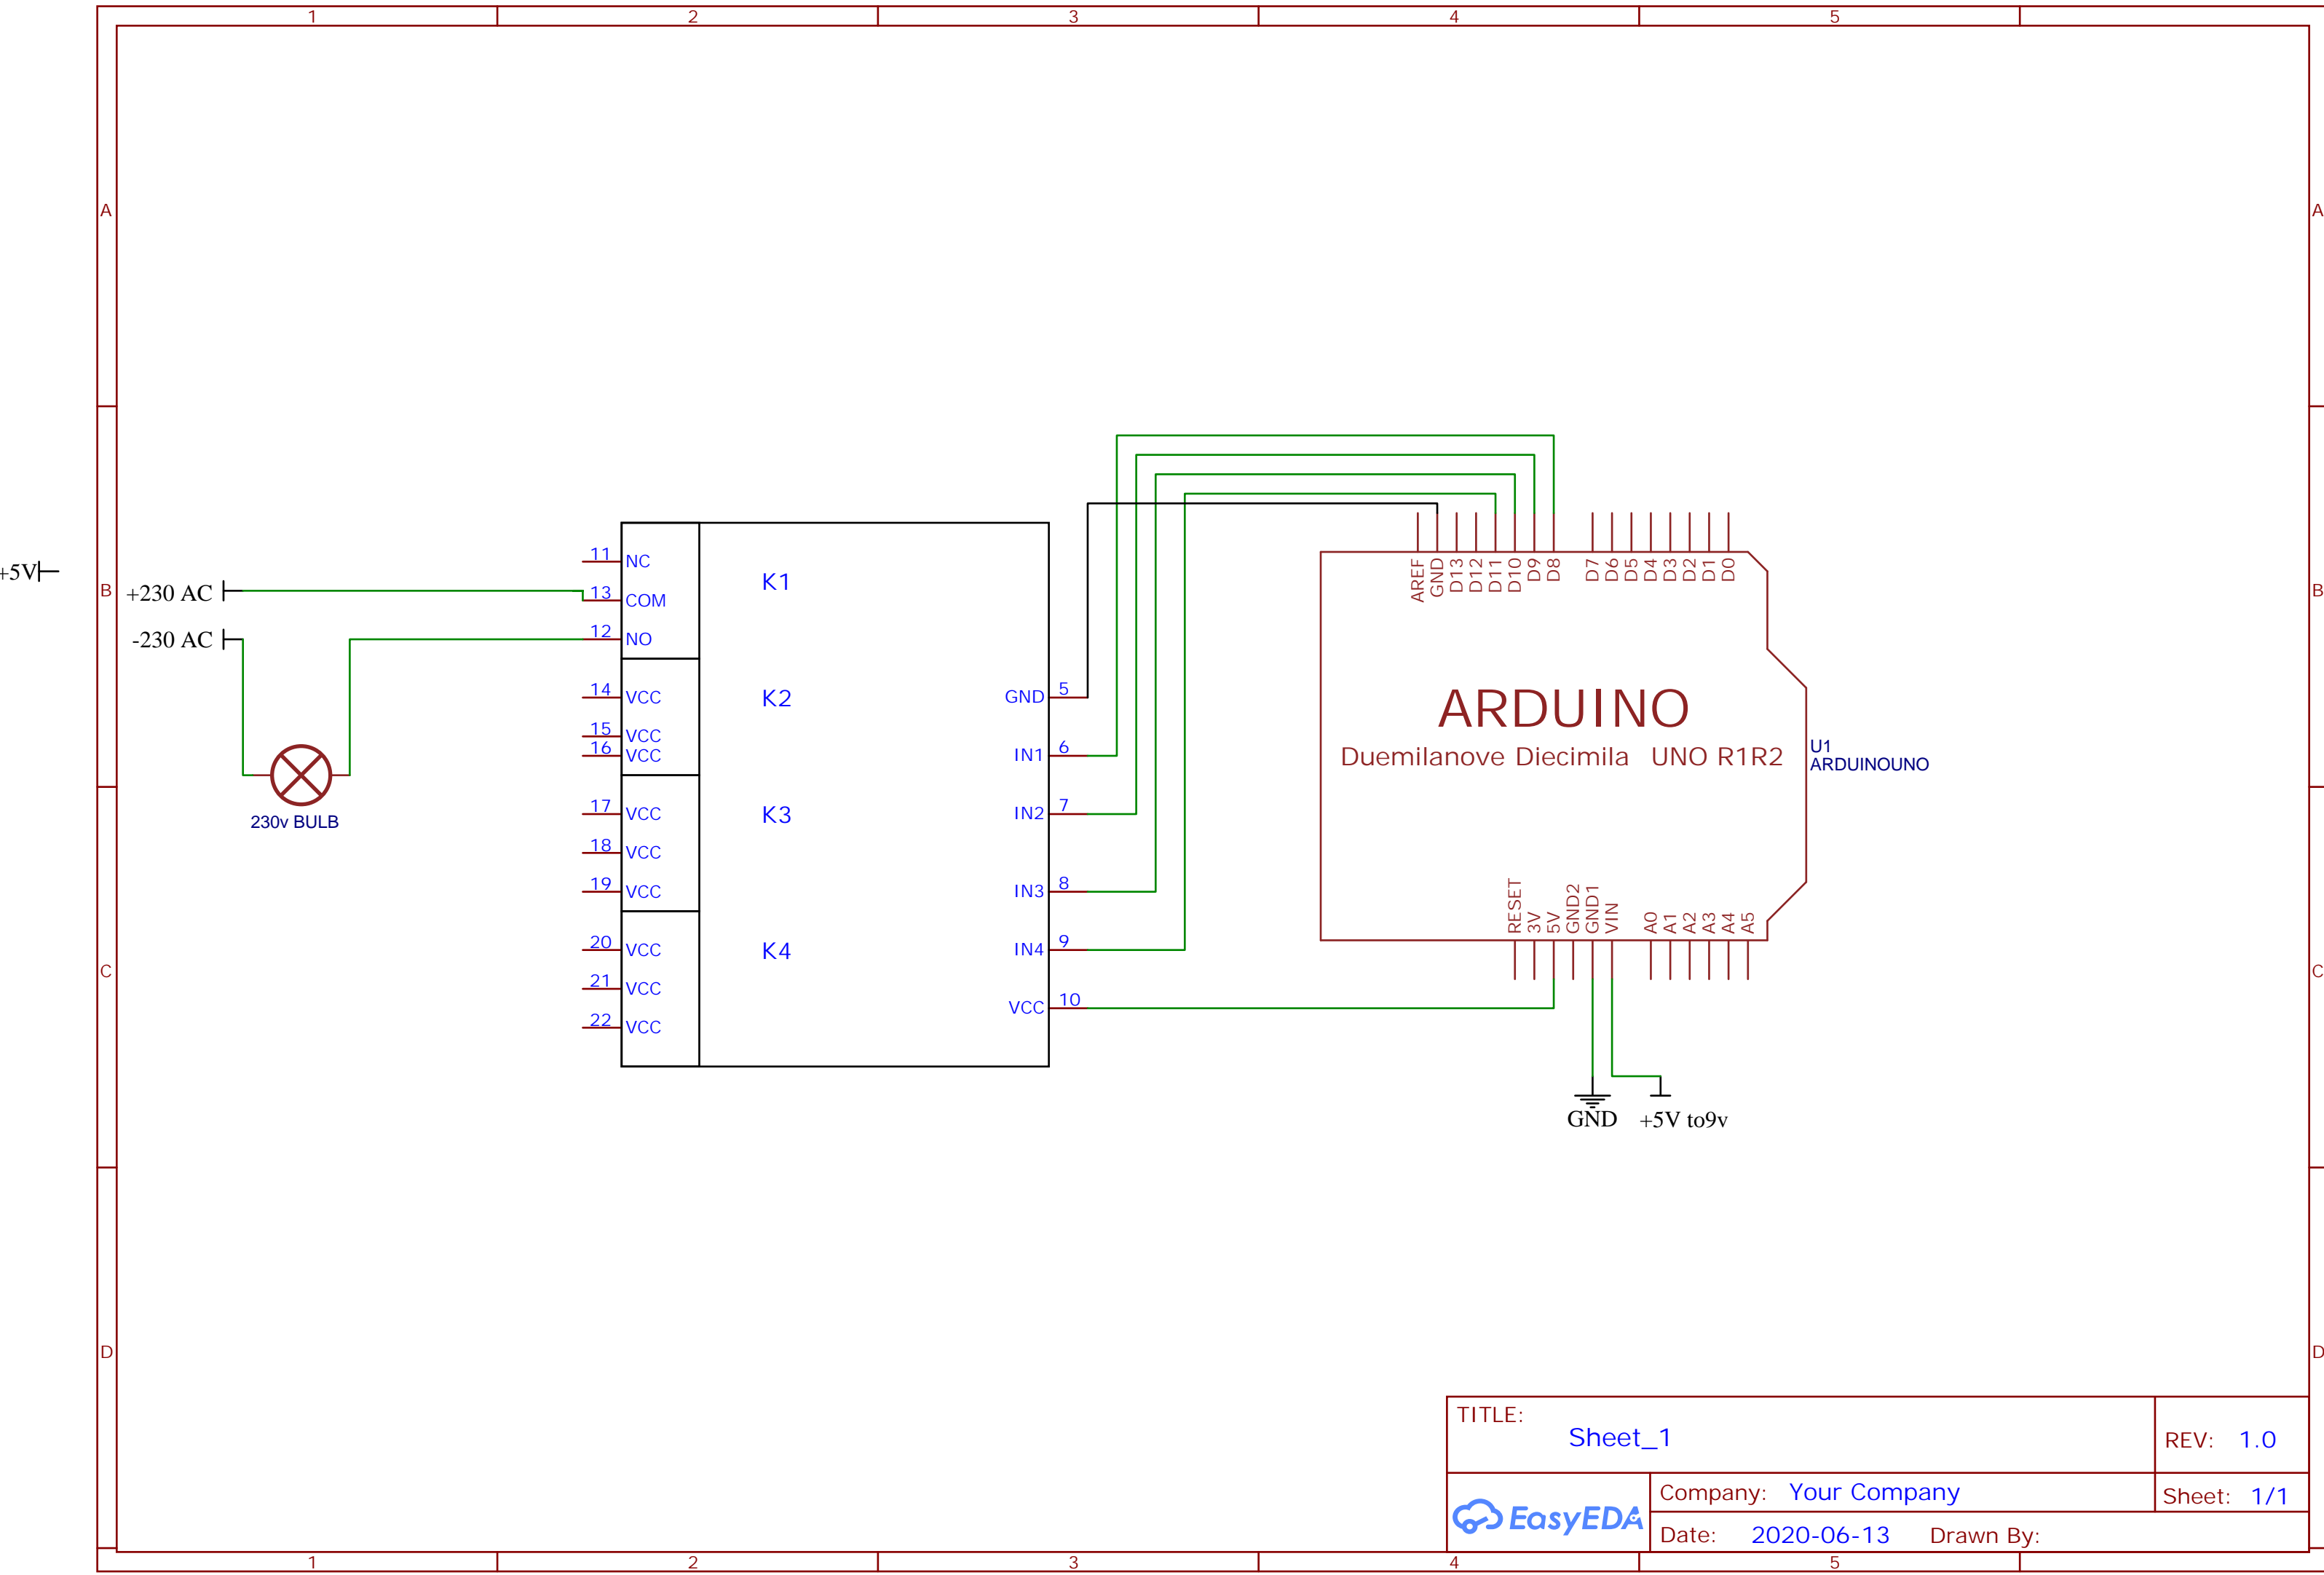 1 2 3 4 5
A A
B B
C C
D D
+5V
+230 AC
-230 AC
230v BULB
11 NC
13 COM
12 NO
K1
14 VCC
15 VCC
16 VCC
K2
17 VCC
18 VCC
19 VCC
K3
20 VCC
21 VCC
22 VCC
K4
GND 5
IN1 6
IN2 7
IN3 8
IN4 9
VCC 10
AREF GND D13 D12 D11 D10 D9 D8 D7 D6 D5 D4 D3 D2 D1 D0
ARDUINO
Duemilanove Diecimila UNO R1R2
U1
ARDUINOUNO
RESET 3V 5V GND2 GND1 VIN A0 A1 A2 A3 A4 A5
GND +5V to9v
TITLE:
Sheet_1
REV: 1.0
EasyEDA
Company: Your Company
Sheet: 1/1
Date: 2020-06-13 Drawn By:
1 2 3 4 5